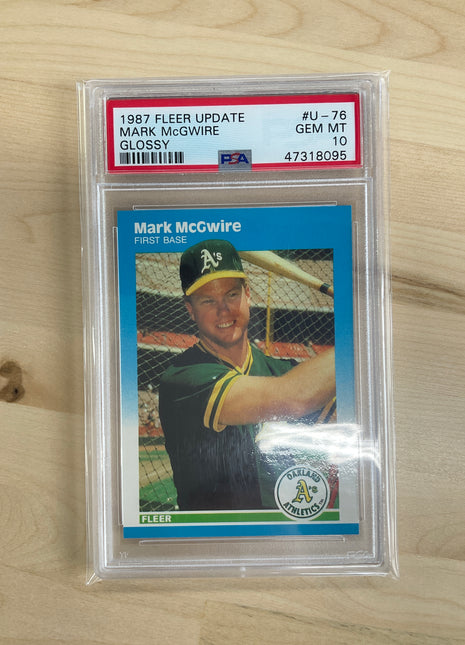 1987 FLEER UPDATE #U-76
MARK McGWIRE GEM MT
GLOSSY 10
PSA 47318095
Mark McGwire
FIRST BASE
A's
OAKLAND
A's
ATHLETICS
FLEER